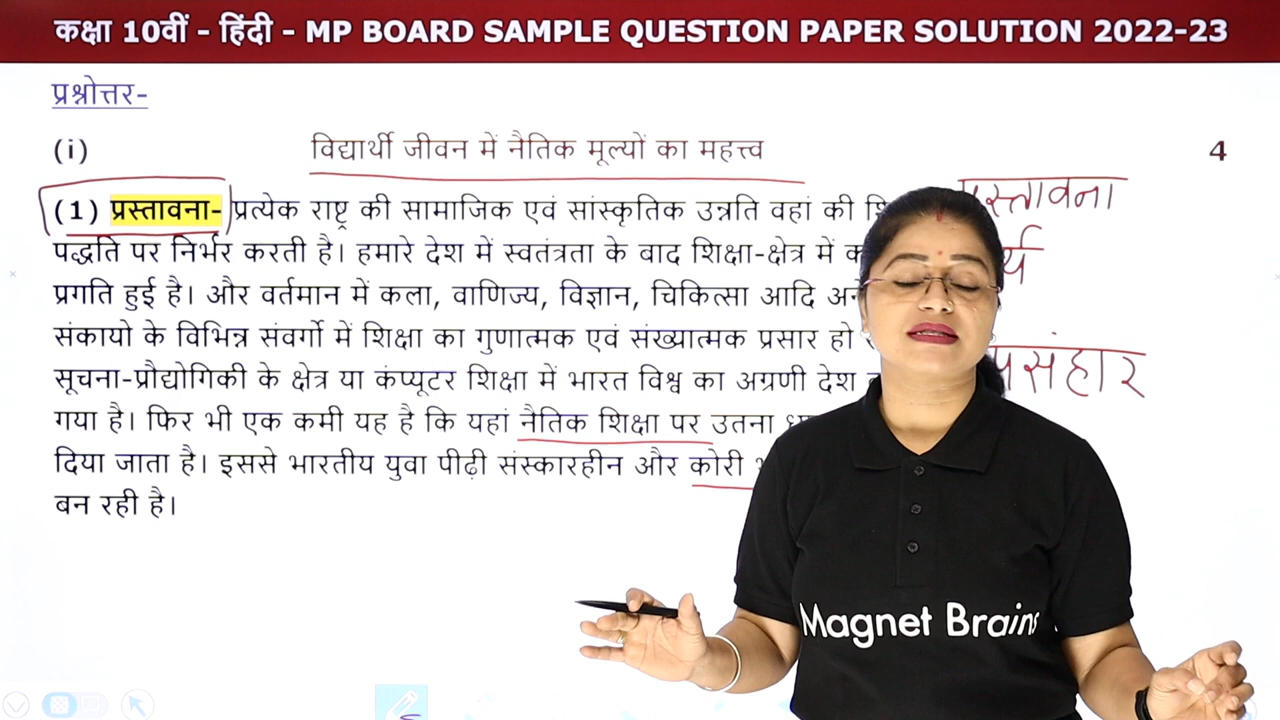 कक्षा 10वीं - हिंदी - MP BOARD SAMPLE QUESTION PAPER SOLUTION 2022-23
प्रश्नोत्तर-
(i) विद्यार्थी जीवन में नैतिक मूल्यों का महत्त्व 4
(1) प्रस्तावना- प्रत्येक राष्ट्र की सामाजिक एवं सांस्कृतिक उन्नति वहां की
पद्धति पर निर्भर करती है। हमारे देश में स्वतंत्रता के बाद शिक्षा-क्षेत्र में
प्रगति हुई है। और वर्तमान में कला, वाणिज्य, विज्ञान, चिकित्सा आदि
संकायो के विभिन्न संवर्गो में शिक्षा का गुणात्मक एवं संख्यात्मक प्रसार हो
सूचना-प्रौद्योगिकी के क्षेत्र या कंप्यूटर शिक्षा में भारत विश्व का अग्रणी देश
गया है। फिर भी एक कमी यह है कि यहां नैतिक शिक्षा पर उतना
दिया जाता है। इससे भारतीय युवा पीढ़ी संस्कारहीन और कोरी
बन रही है।
Magnet Brains